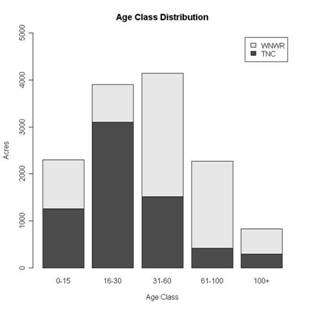 Age Class Distribution
WNWR
TNC
5000
4000
3000
2000
1000
0
Acres
0-15 16-30 31-60 61-100 100+
Age Class